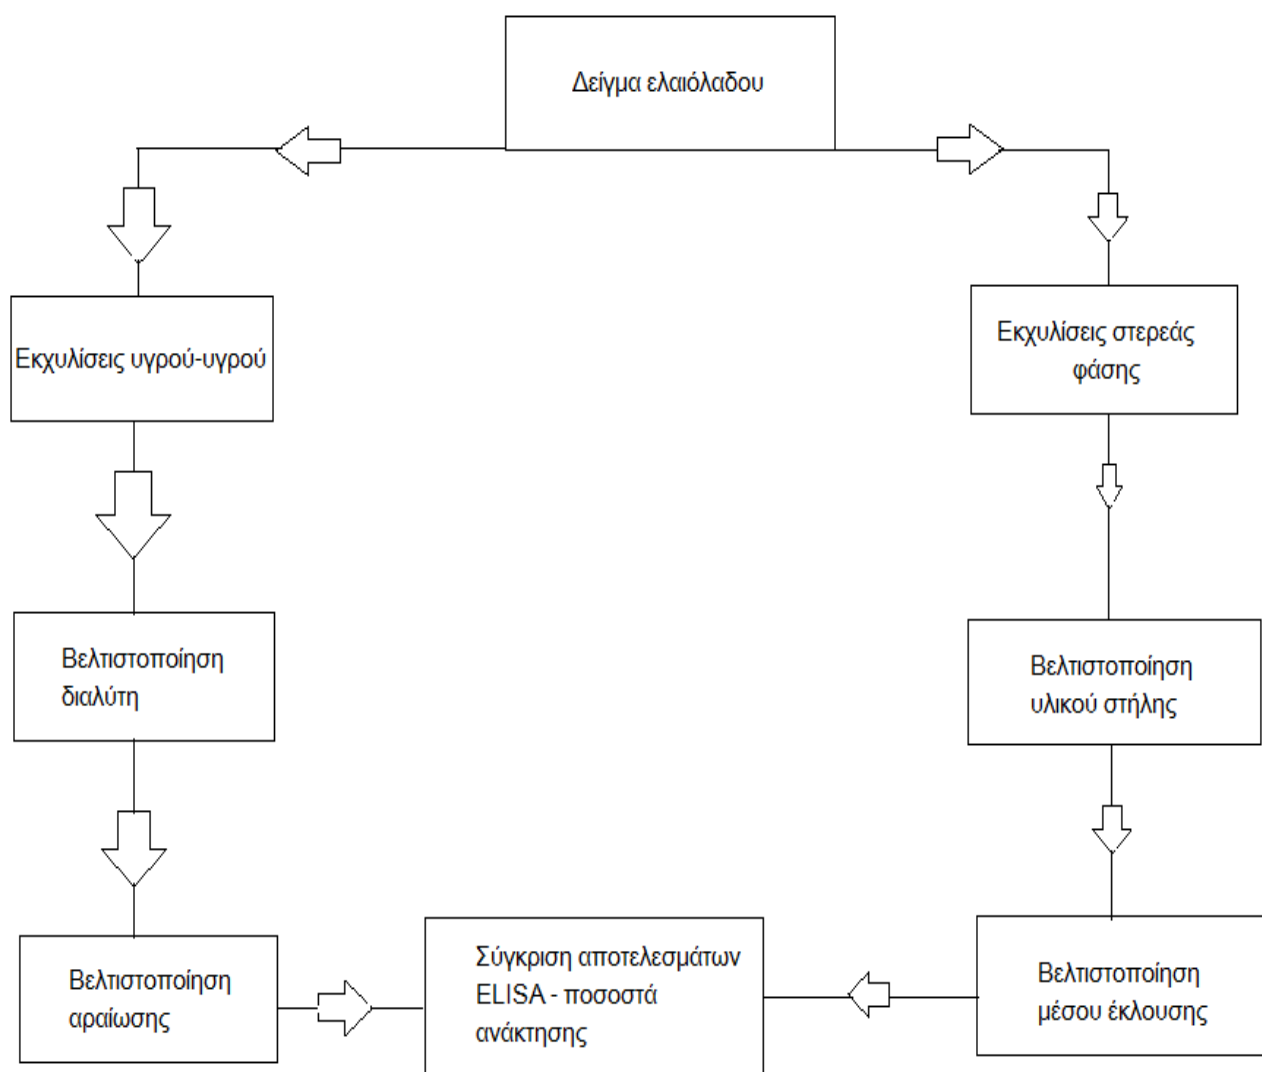 Δείγμα ελαιόλαδου
Εκχυλίσεις υγρού-υγρού
Εκχυλίσεις στερεάς
φάσης
Βελτιστοποίηση
διαλύτη
Βελτιστοποίηση
υλικού στήλης
Βελτιστοποίηση
αραίωσης
Σύγκριση αποτελεσμάτων
ELISA - ποσοστά
ανάκτησης
Βελτιστοποίηση
μέσου έκλουσης